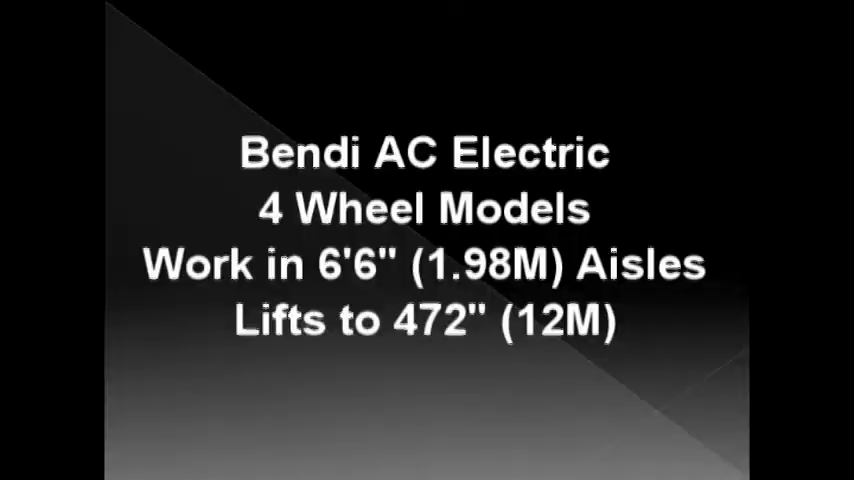 Bendi AC Electric
4 Wheel Models
Work in 6'6" (1.98M) Aisles
Lifts to 472" (12M)